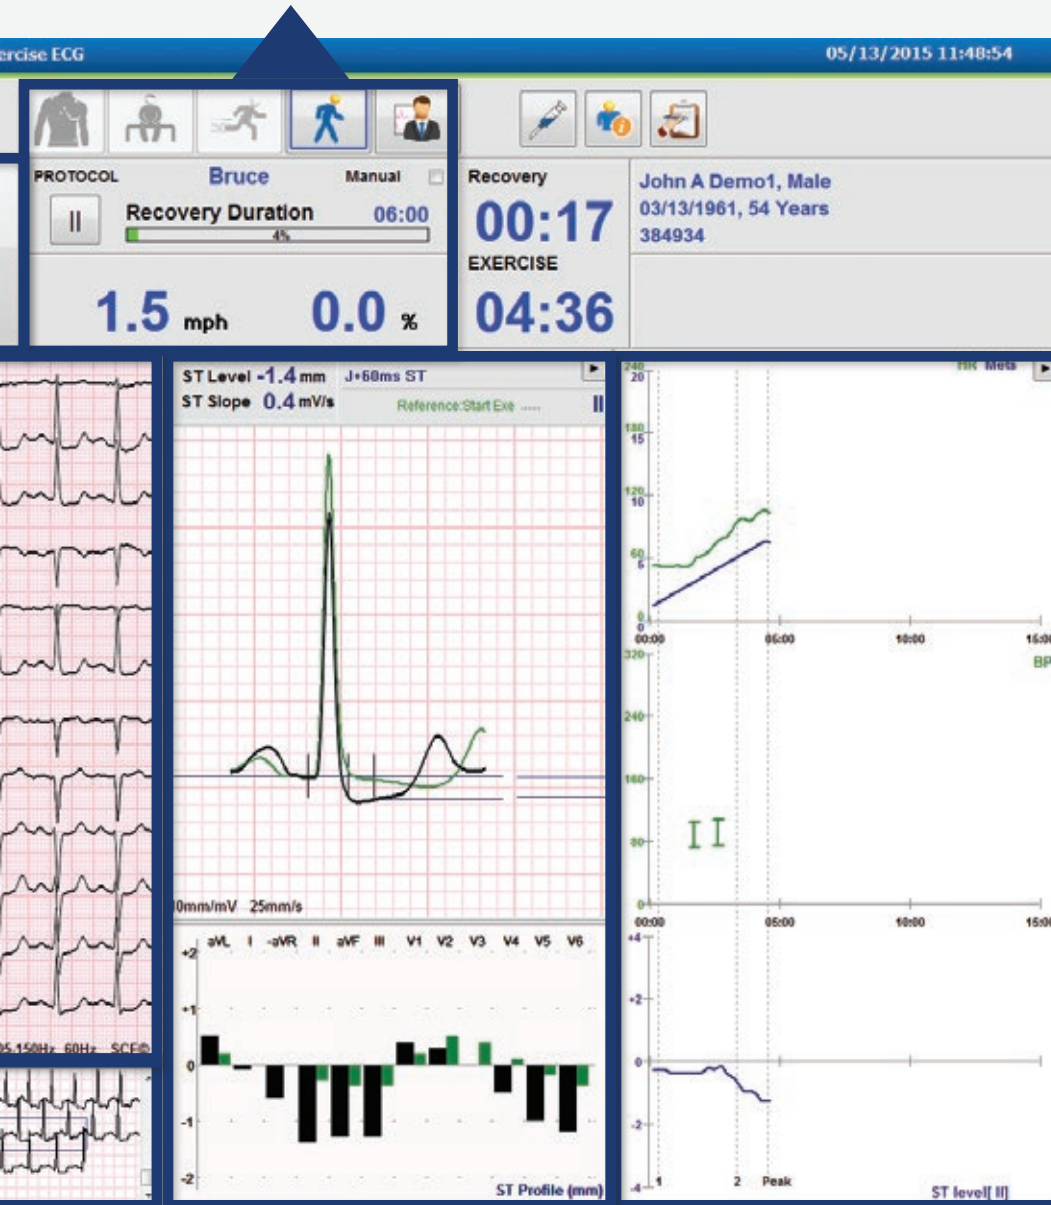 ercise ECG
05/13/2015 11:48:54
PROTOCOL Bruce Manual
Recovery Duration 06:00
4%
1.5 mph 0.0 %
Recovery
00:17
EXERCISE
04:36
John A Demo1, Male
03/13/1961, 54 Years
384934
ST Level -1.4 mm J+60ms ST
ST Slope 0.4 mV/s Reference:Start Exe ..... II
0mm/mV 25mm/s
05-150Hz 60Hz SCF
aVL I -aVR II aVF III V1 V2 V3 V4 V5 V6
+2
+1
0
-1
-2
ST Profile (mm)
HR Mets
240
20
180
15
120
10
60
5
0
0
00:00 05:00 10:00 15:00
BP
320
240
160
80
0
00:00 05:00 10:00 15:00
+4
+2
0
-2
-4
1 2 Peak
ST level[ II]